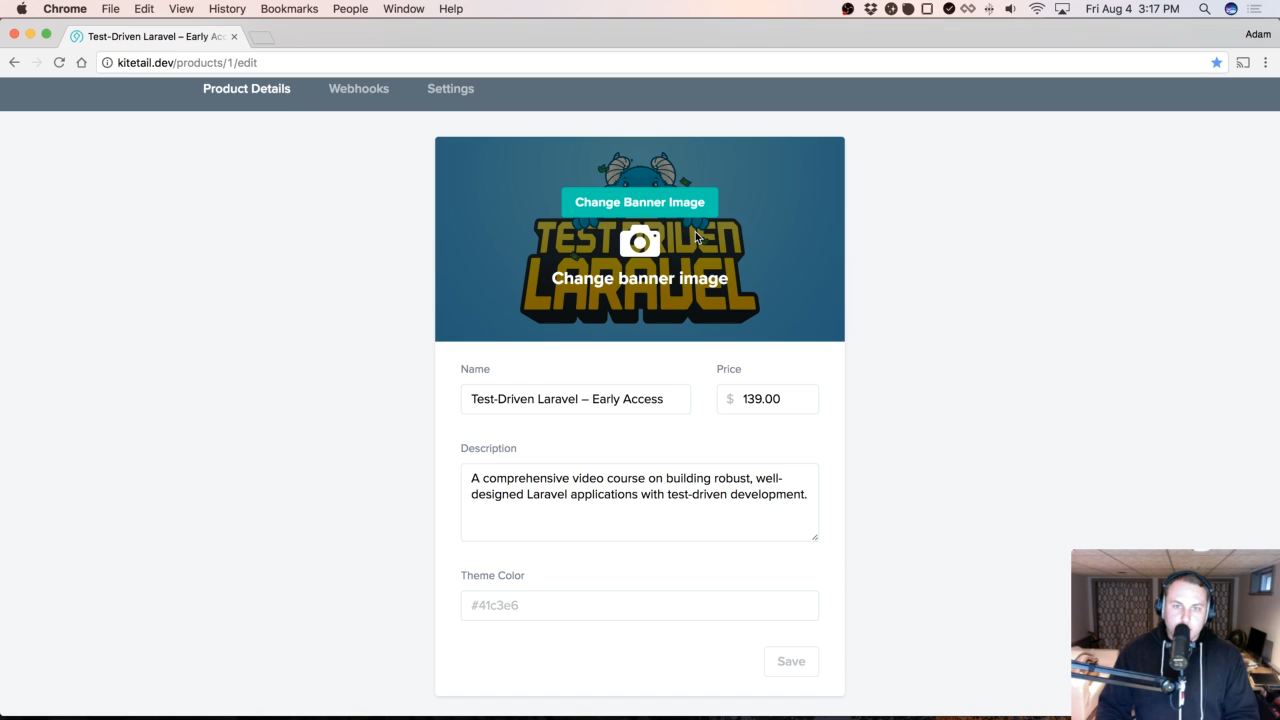 Chrome File Edit View History Bookmarks People Window Help
Fri Aug 4 3:17 PM
Test-Driven Laravel – Early Acc
Adam
kitetail.dev/products/1/edit
Product Details Webhooks Settings
Change Banner Image
TEST DRIVEN
LARAVEL
Change banner image
Name Price
Test-Driven Laravel – Early Access $ 139.00
Description
A comprehensive video course on building robust, well-
designed Laravel applications with test-driven development.
Theme Color
#41c3e6
Save